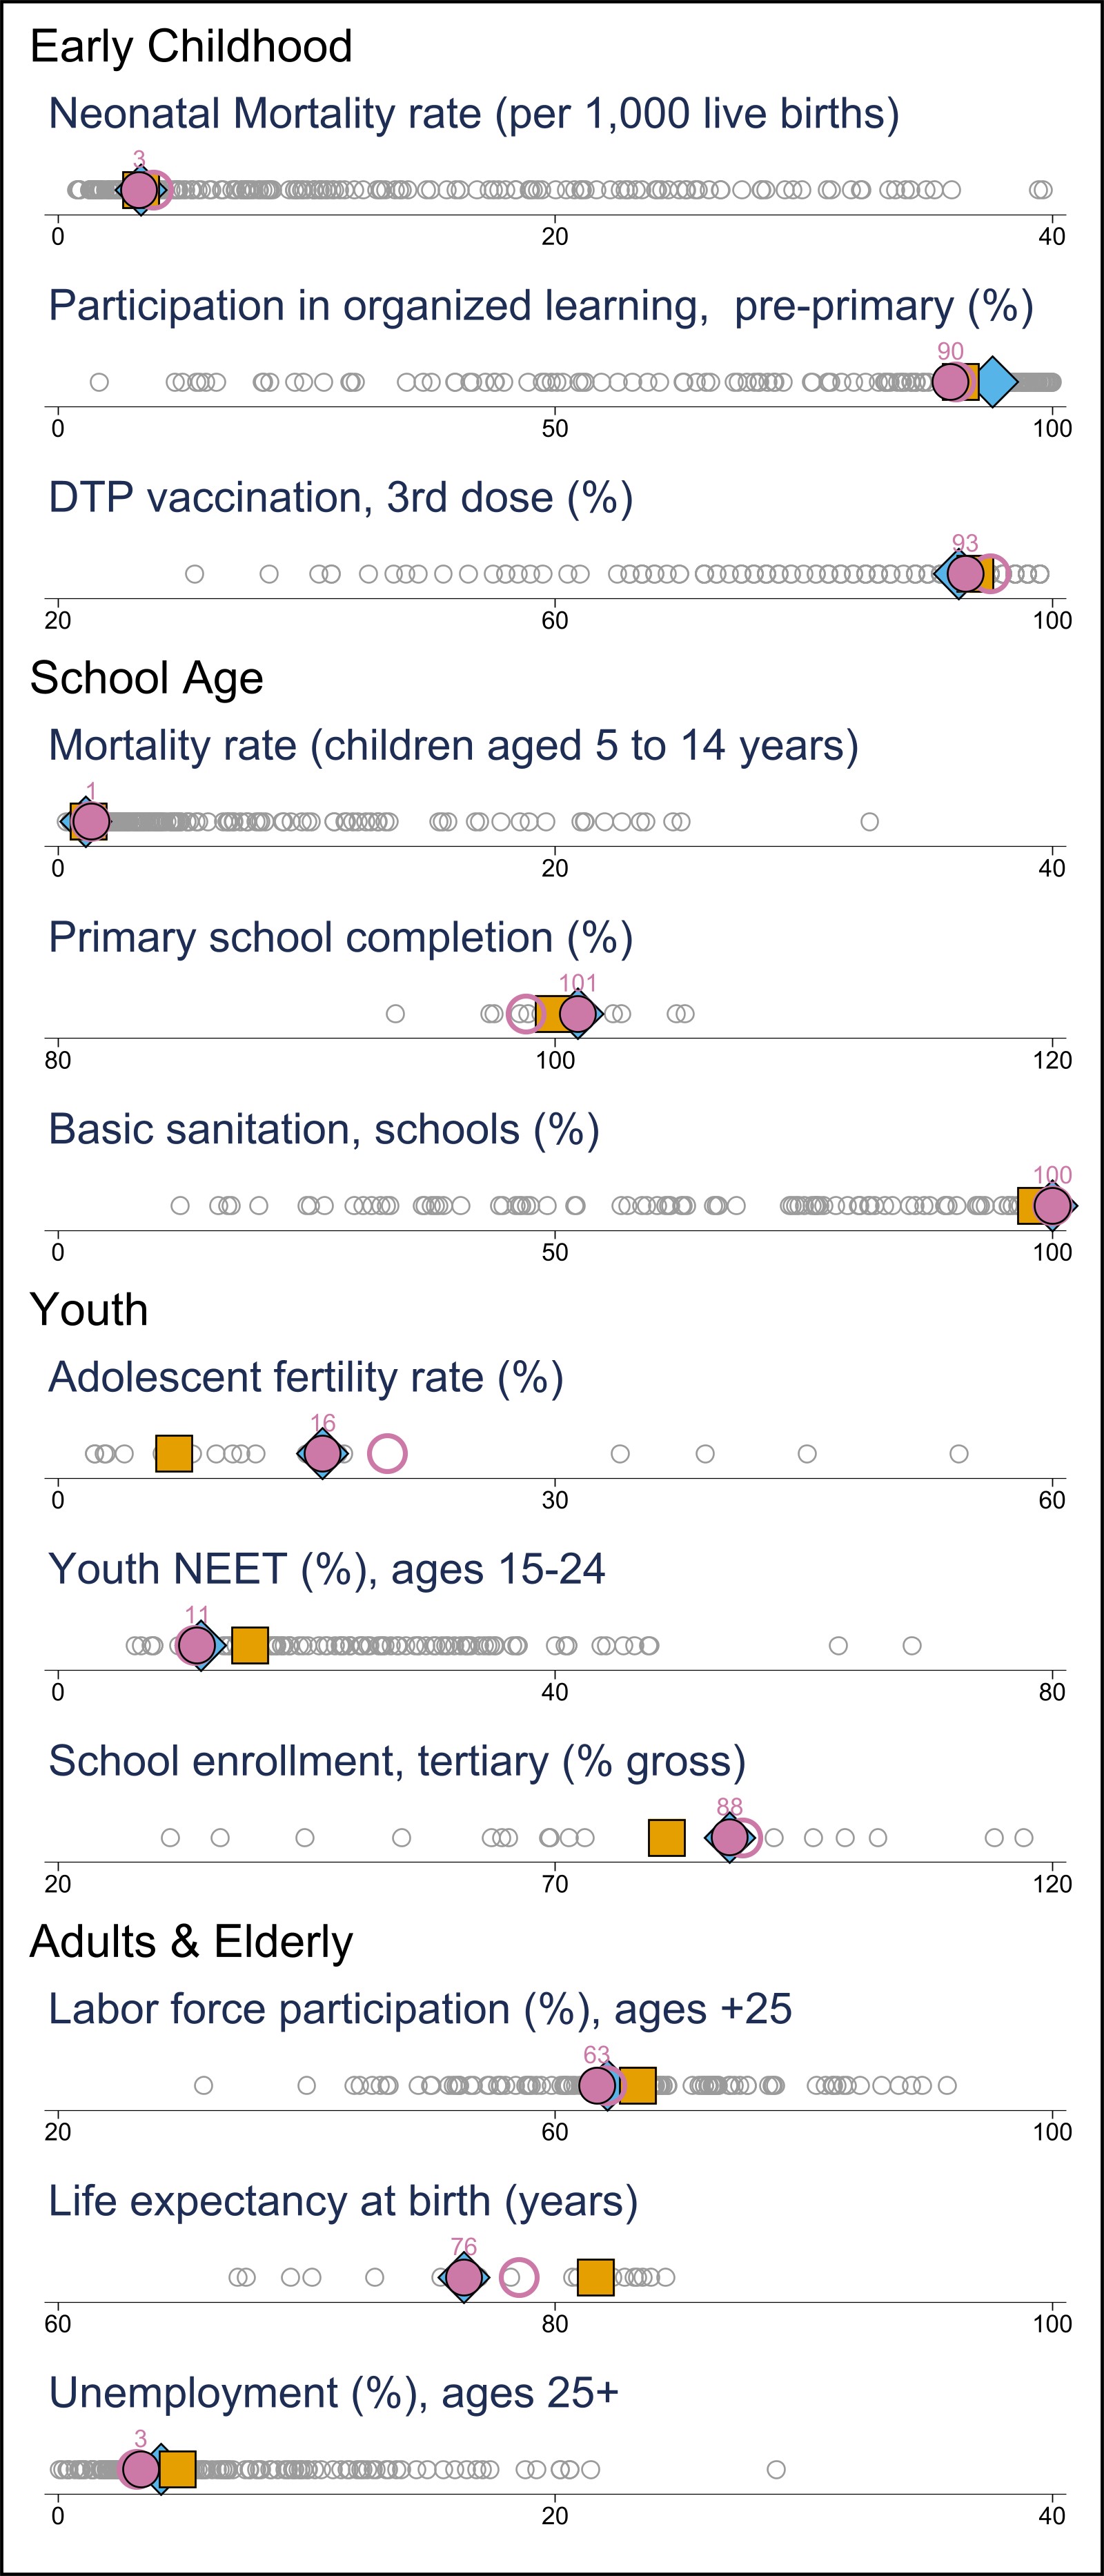 Early Childhood
Neonatal Mortality rate (per 1,000 live births)
3
0 20 40
Participation in organized learning,  pre-primary (%)
90
0 50 100
DTP vaccination, 3rd dose (%)
93
20 60 100
School Age
Mortality rate (children aged 5 to 14 years)
1
0 20 40
Primary school completion (%)
101
80 100 120
Basic sanitation, schools (%)
100
0 50 100
Youth
Adolescent fertility rate (%)
16
0 30 60
Youth NEET (%), ages 15-24
11
0 40 80
School enrollment, tertiary (% gross)
88
20 70 120
Adults & Elderly
Labor force participation (%), ages +25
63
20 60 100
Life expectancy at birth (years)
76
60 80 100
Unemployment (%), ages 25+
3
0 20 40